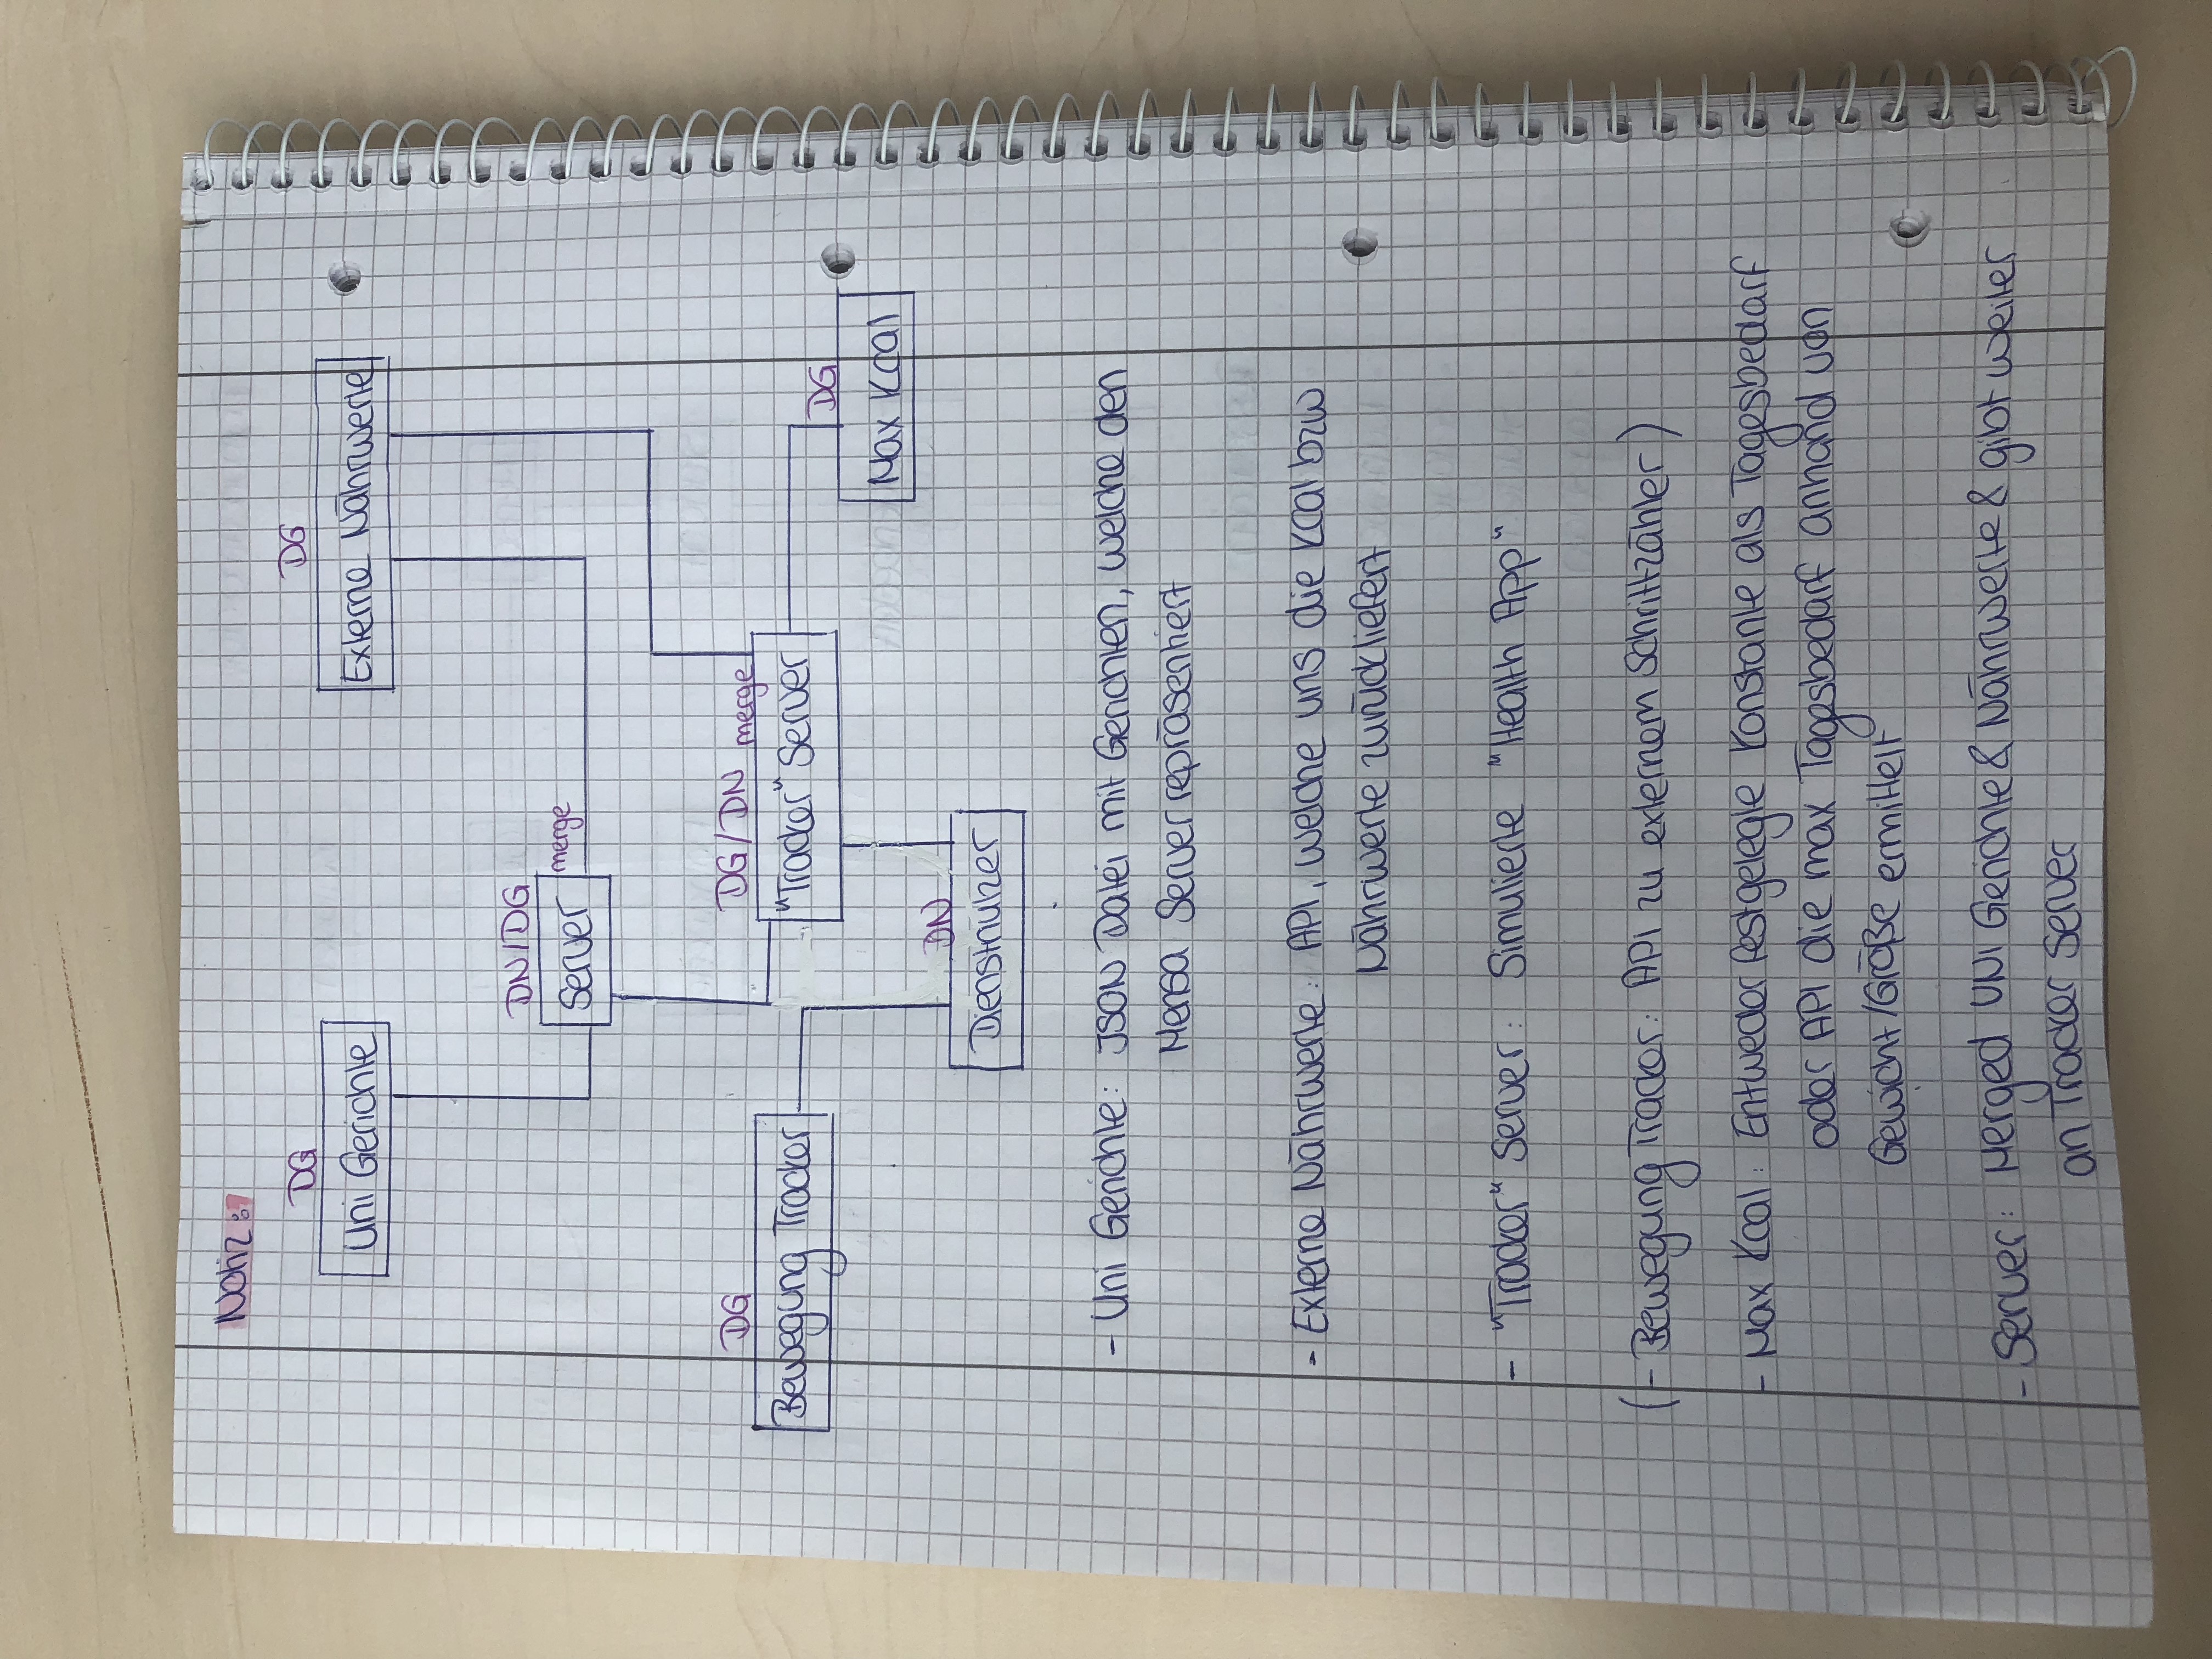 Notiz:
DG
DG
Uni Gerichte
Externe Nährwerte
DN/DG
Server
merge
DG
DG/DN merge
Bewegung Tracker
"Tracker" Server
DG
Max Kcal
DN
Dienstnutzer
- Uni Gerichte: JSON Datei mit Gerichten, welche den
Mensa Server repräsentiert
- Externe Nährwerte: API, welche uns die Kcal bzw
Nährwerte zurückliefert
- "Tracker" Server: Simulierte "Health App"
(- Bewegung Tracker: API zu externem Schrittzähler)
- Max Kcal: Entweder festgelegte Konstante als Tagesbedarf
oder API die max Tagesbedarf anhand von
Gewicht/Größe ermittelt
- Server: Merged UNI Gerichte & Nährwerte & gibt weiter
an Tracker Server